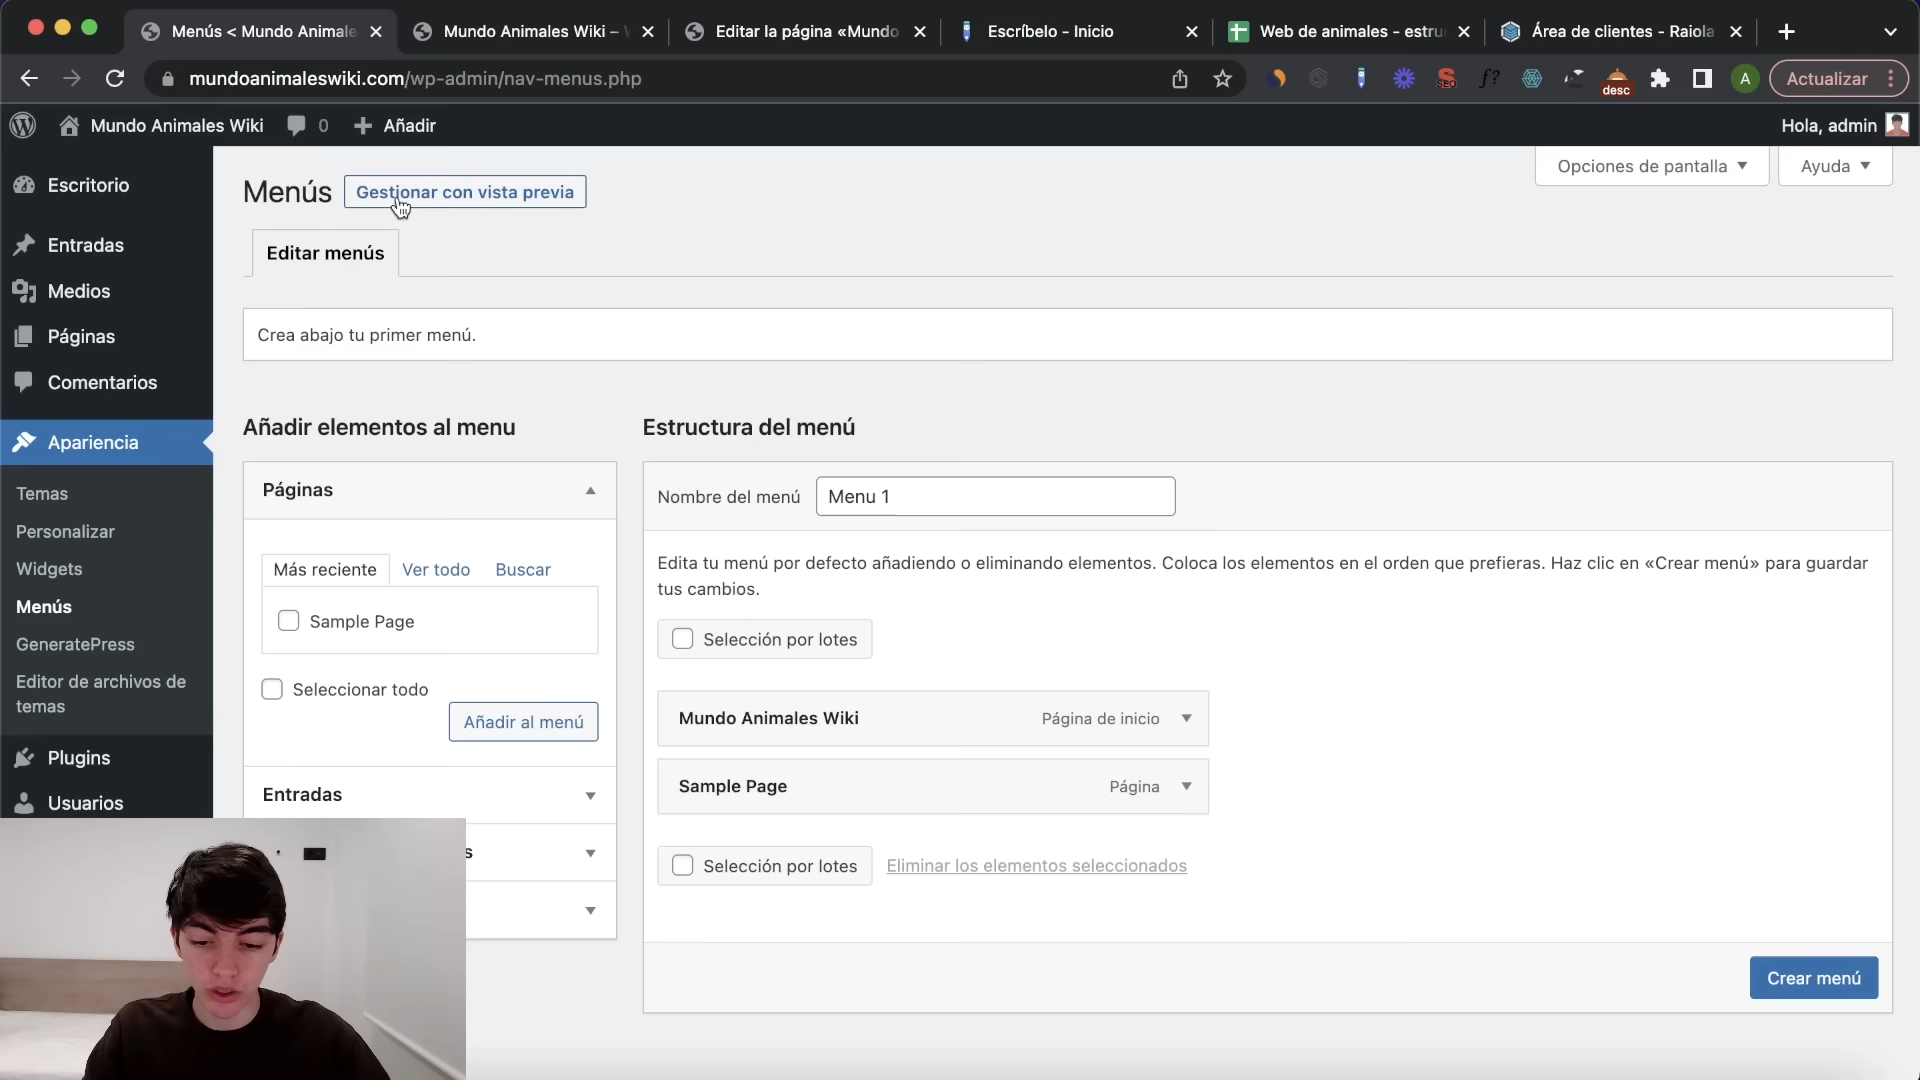 Menús < Mundo Animale
Mundo Animales Wiki –
Editar la página «Mundo
Escríbelo - Inicio
Web de animales - estru
Área de clientes - Raiola
mundoanimaleswiki.com/wp-admin/nav-menus.php
SEO
f?
desc
A
Actualizar
Mundo Animales Wiki
0
Añadir
Hola, admin
Escritorio
Entradas
Medios
Páginas
Comentarios
Apariencia
Temas
Personalizar
Widgets
Menús
GeneratePress
Editor de archivos de
temas
Plugins
Usuarios
Opciones de pantalla
Ayuda
Menús
Gestionar con vista previa
Editar menús
Crea abajo tu primer menú.
Añadir elementos al menu
Páginas
Más reciente
Ver todo
Buscar
Sample Page
Seleccionar todo
Añadir al menú
Entradas
s
Estructura del menú
Nombre del menú
Menu 1
Edita tu menú por defecto añadiendo o eliminando elementos. Coloca los elementos en el orden que prefieras. Haz clic en «Crear menú» para guardar
tus cambios.
Selección por lotes
Mundo Animales Wiki
Página de inicio
Sample Page
Página
Selección por lotes
Eliminar los elementos seleccionados
Crear menú